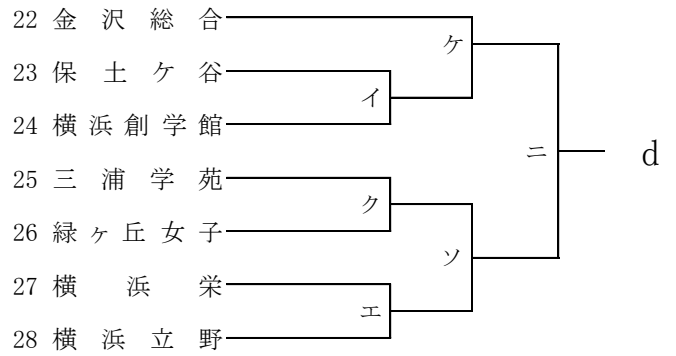 22 金沢総合
ケ
23 保土ケ谷
イ
24 横浜創学館
ニ d
25 三浦学苑
ク
26 緑ヶ丘女子
ソ
27 横浜栄
エ
28 横浜立野